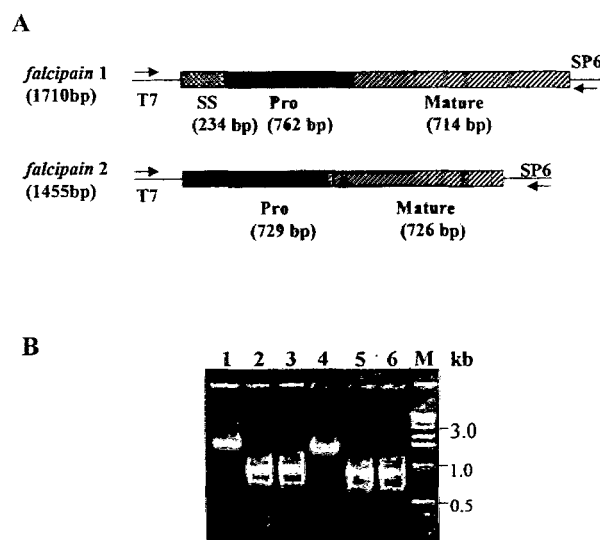 A
falcipain 1
(1710bp)
T7
SP6
SS
Pro
Mature
(234 bp)
(762 bp)
(714 bp)
falcipain 2
(1455bp)
T7
SP6
Pro
Mature
(729 bp)
(726 bp)
B
1 2 3 4 5 6 M kb
3.0
1.0
0.5